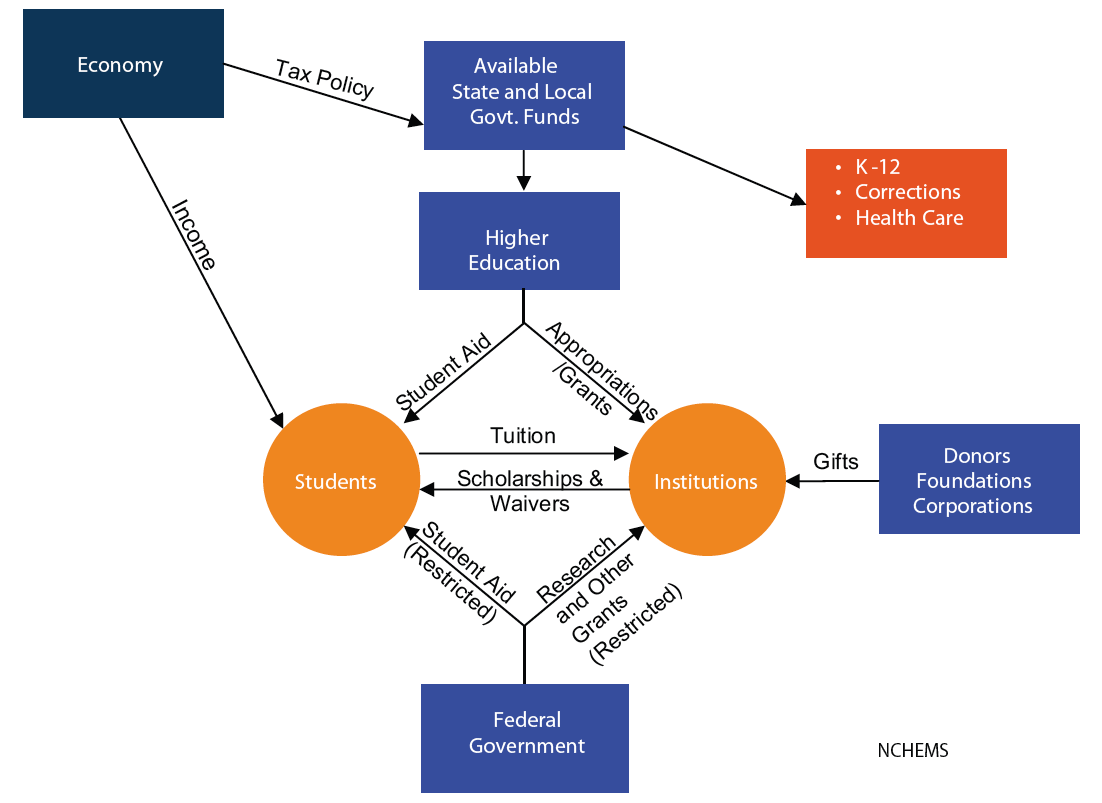 Economy
Tax Policy
Available
State and Local
Govt. Funds
• K -12
• Corrections
• Health Care
Income
Higher
Education
Student Aid
Appropriations
/Grants
Tuition
Students
Scholarships &
Waivers
Institutions
Gifts
Donors
Foundations
Corporations
Student Aid
(Restricted)
Research
and Other
Grants
(Restricted)
Federal
Government
NCHEMS